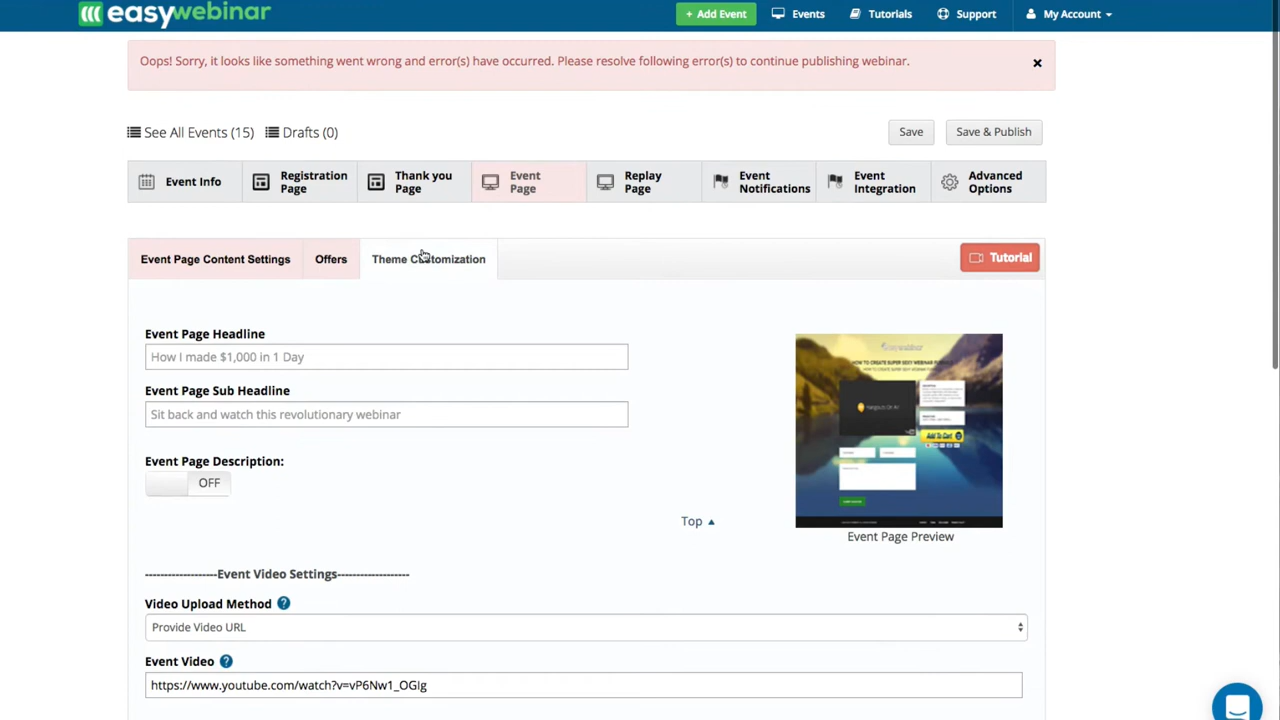 easywebinar
+ Add Event
Events
Tutorials
Support
My Account
Oops! Sorry, it looks like something went wrong and error(s) have occurred. Please resolve following error(s) to continue publishing webinar.
×
See All Events (15)
Drafts (0)
Save
Save & Publish
Event Info
Registration
Page
Thank you
Page
Event
Page
Replay
Page
Event
Notifications
Event
Integration
Advanced
Options
Event Page Content Settings
Offers
Theme Customization
Tutorial
Event Page Headline
How I made $1,000 in 1 Day
Event Page Sub Headline
Sit back and watch this revolutionary webinar
Event Page Description:
OFF
Top
Add To Cart
Event Page Preview
-------------------Event Video Settings-------------------
Video Upload Method ?
Provide Video URL
Event Video ?
https://www.youtube.com/watch?v=vP6Nw1_OGIg